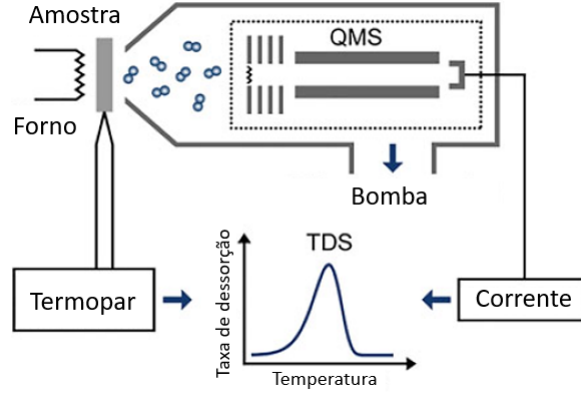 Amostra
QMS
Forno
Bomba
TDS
Taxa de dessorção
Termopar
Corrente
Temperatura